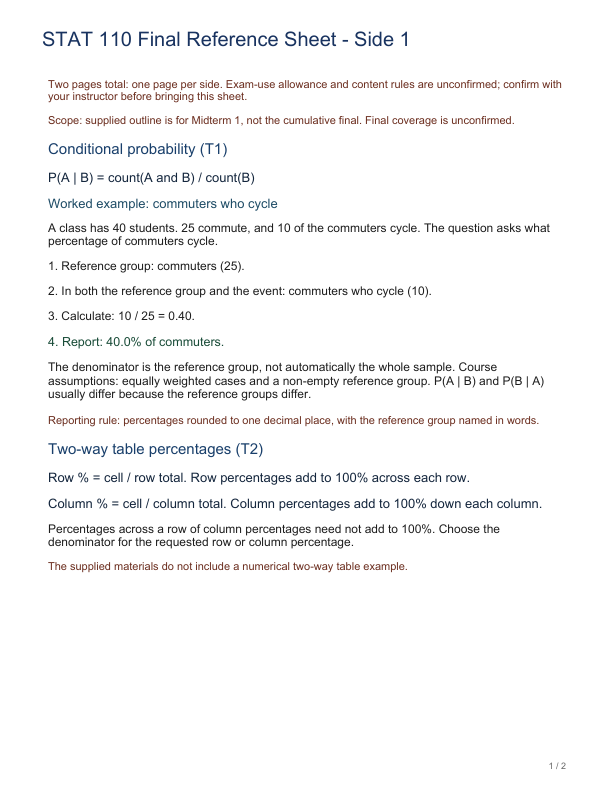 STAT 110 Final Reference Sheet - Side 1
Two pages total: one page per side. Exam-use allowance and content rules are unconfirmed; confirm with
your instructor before bringing this sheet.
Scope: supplied outline is for Midterm 1, not the cumulative final. Final coverage is unconfirmed.
Conditional probability (T1)
P(A | B) = count(A and B) / count(B)
Worked example: commuters who cycle
A class has 40 students. 25 commute, and 10 of the commuters cycle. The question asks what
percentage of commuters cycle.
1. Reference group: commuters (25).
2. In both the reference group and the event: commuters who cycle (10).
3. Calculate: 10 / 25 = 0.40.
4. Report: 40.0% of commuters.
The denominator is the reference group, not automatically the whole sample. Course
assumptions: equally weighted cases and a non-empty reference group. P(A | B) and P(B | A)
usually differ because the reference groups differ.
Reporting rule: percentages rounded to one decimal place, with the reference group named in words.
Two-way table percentages (T2)
Row % = cell / row total. Row percentages add to 100% across each row.
Column % = cell / column total. Column percentages add to 100% down each column.
Percentages across a row of column percentages need not add to 100%. Choose the
denominator for the requested row or column percentage.
The supplied materials do not include a numerical two-way table example.
1 / 2